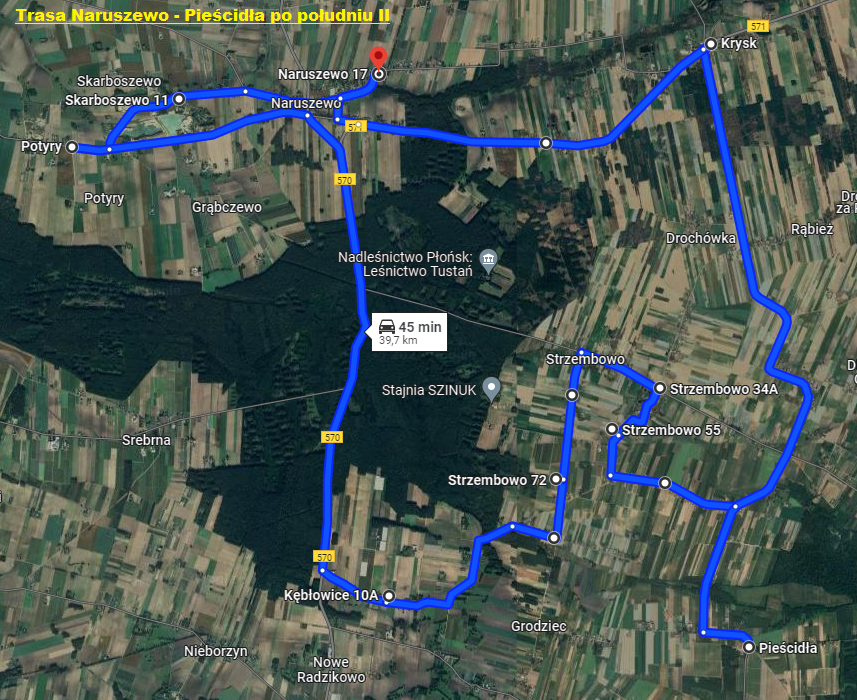 Trasa Naruszewo - Pieścidła po południu II
571
Krysk
Naruszewo 17
Skarboszewo
Skarboszewo 11
Naruszewo
571
Potyry
570
Potyry
Grąbczewo
Rąbież
Drochówka
Nadleśnictwo Płońsk:
Leśnictwo Tustań
45 min
39,7 km
Strzembowo
Stajnia SZINUK
Strzembowo 34A
Strzembowo 55
570
Srebrna
Strzembowo 72
570
Kębłowice 10A
Grodziec
Nieborzyn
Pieścidła
Nowe
Radzikowo